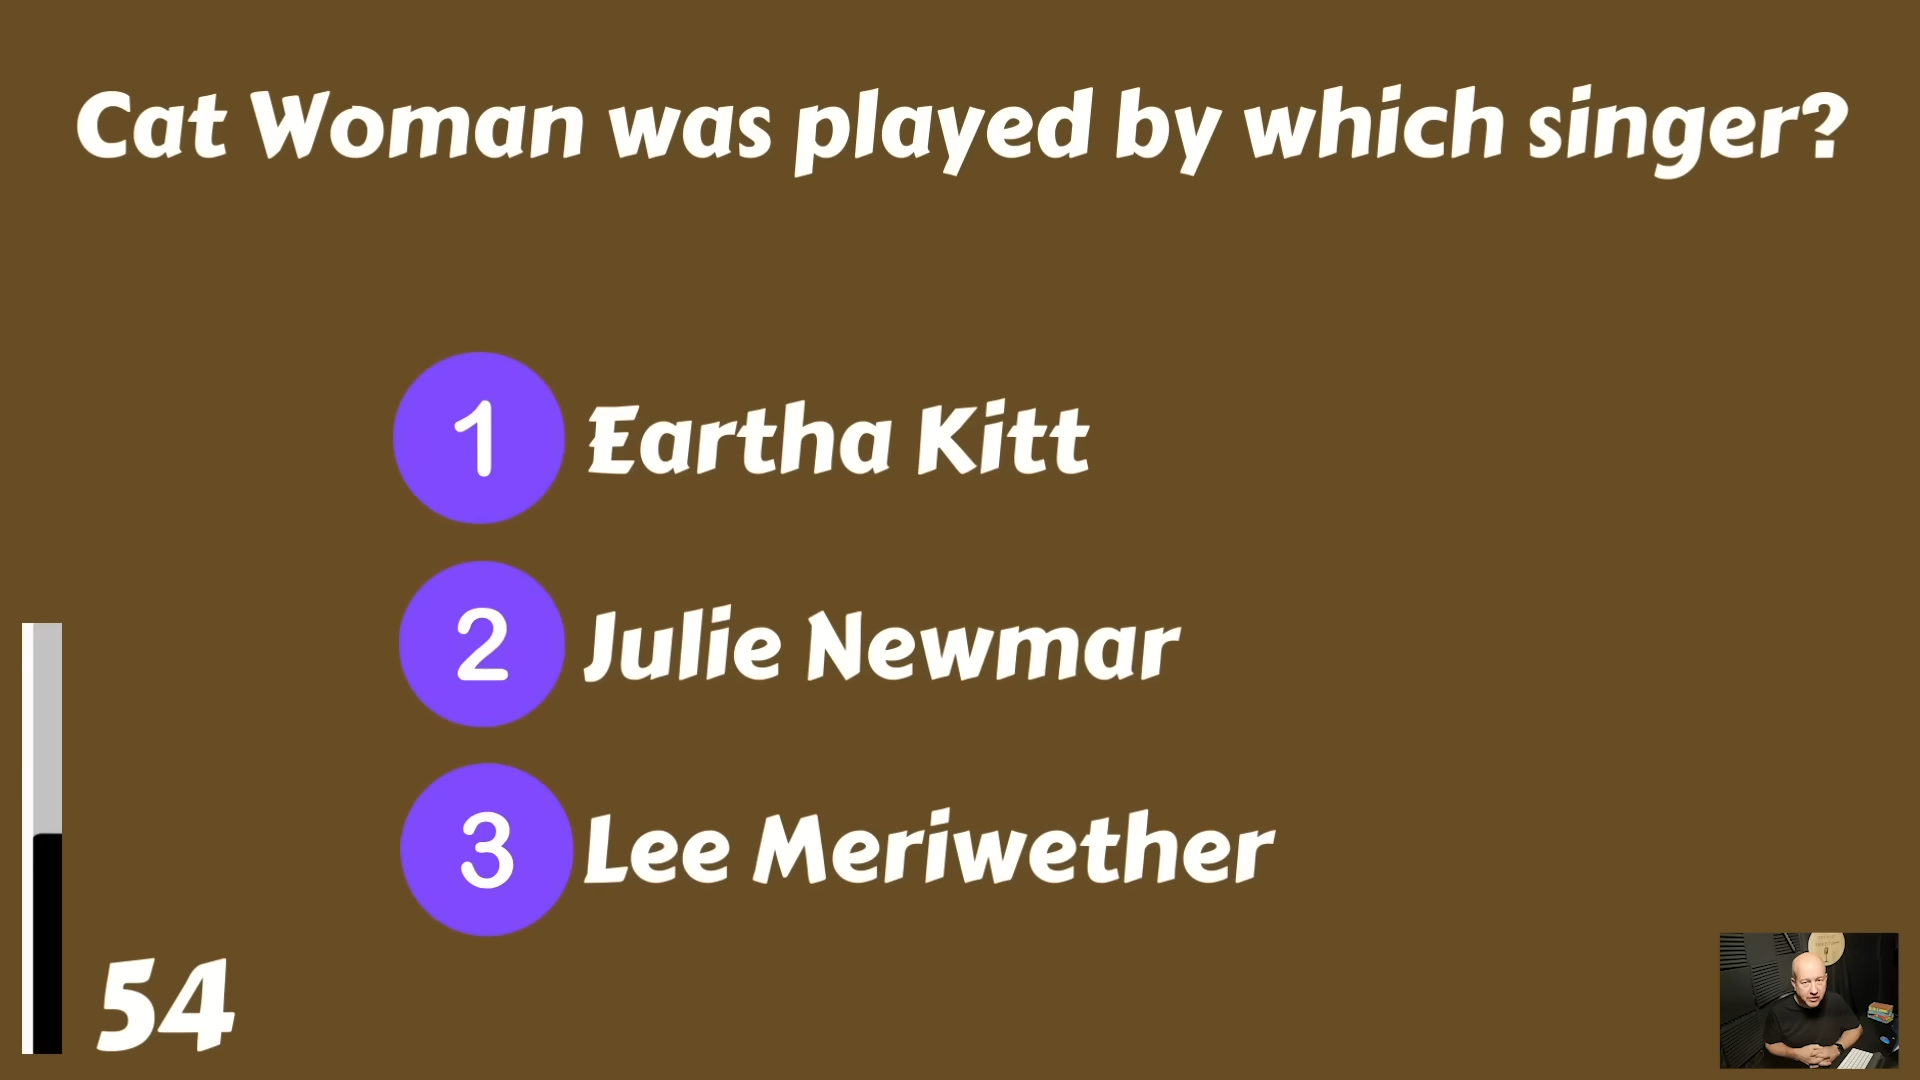 Cat Woman was played by which singer?
1 Eartha Kitt
2 Julie Newmar
3 Lee Meriwether
54